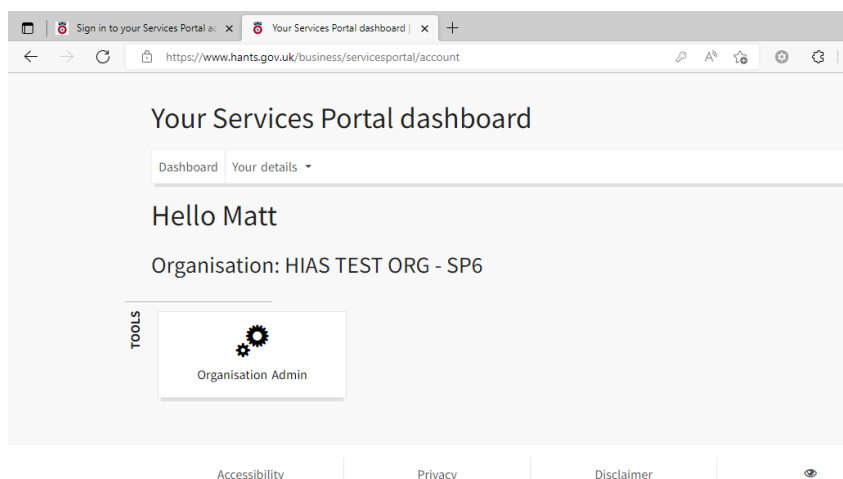 Sign in to your Services Portal ac
Your Services Portal dashboard |
https://www.hants.gov.uk/business/servicesportal/account
Your Services Portal dashboard
Dashboard Your details
Hello Matt
Organisation: HIAS TEST ORG - SP6
TOOLS
Organisation Admin
Accessibility Privacy Disclaimer